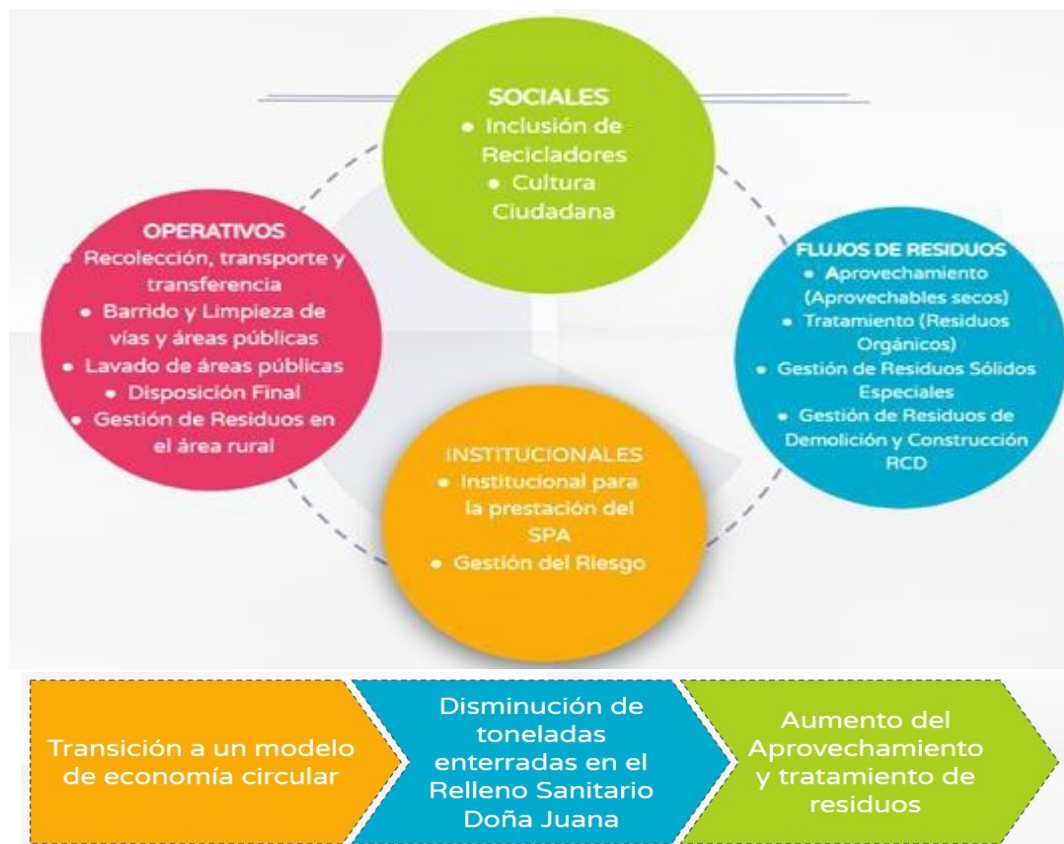 SOCIALES
● Inclusión de
Recicladores
● Cultura
Ciudadana
OPERATIVOS
● Recolección, transporte y
transferencia
● Barrido y Limpieza de
vías y áreas públicas
● Lavado de áreas públicas
● Disposición Final
● Gestión de Residuos en
el área rural
FLUJOS DE RESIDUOS
● Aprovechamiento
(Aprovechables secos)
● Tratamiento (Residuos
Orgánicos)
● Gestión de Residuos Sólidos
Especiales
● Gestión de Residuos de
Demolición y Construcción
RCD
INSTITUCIONALES
● Institucional para
la prestación del
SPA
● Gestión del Riesgo
Transición a un modelo
de economía circular
Disminución de
toneladas
enterradas en el
Relleno Sanitario
Doña Juana
Aumento del
Aprovechamiento
y tratamiento de
residuos